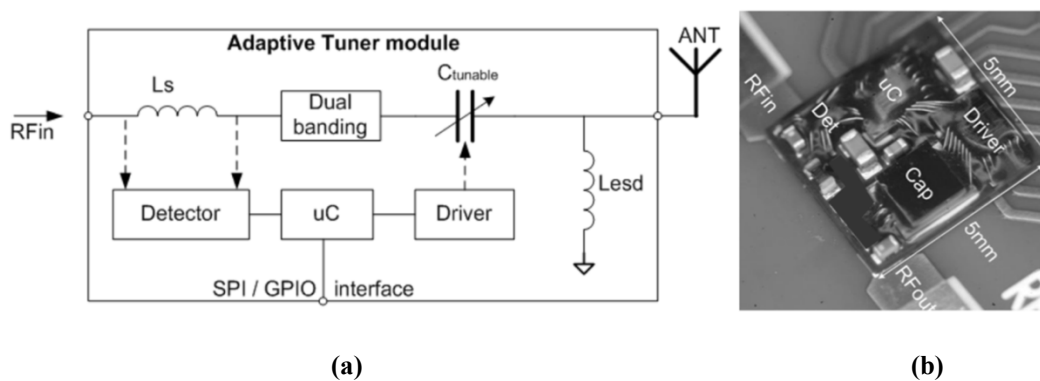 Adaptive Tuner module
ANT
Ls
Ctunable
Dual
banding
RFin
Lesd
Detector
uC
Driver
SPI / GPIO interface
(a)
RFin
Det
uC
5mm
Driver
Cap
5mm
RFout
(b)